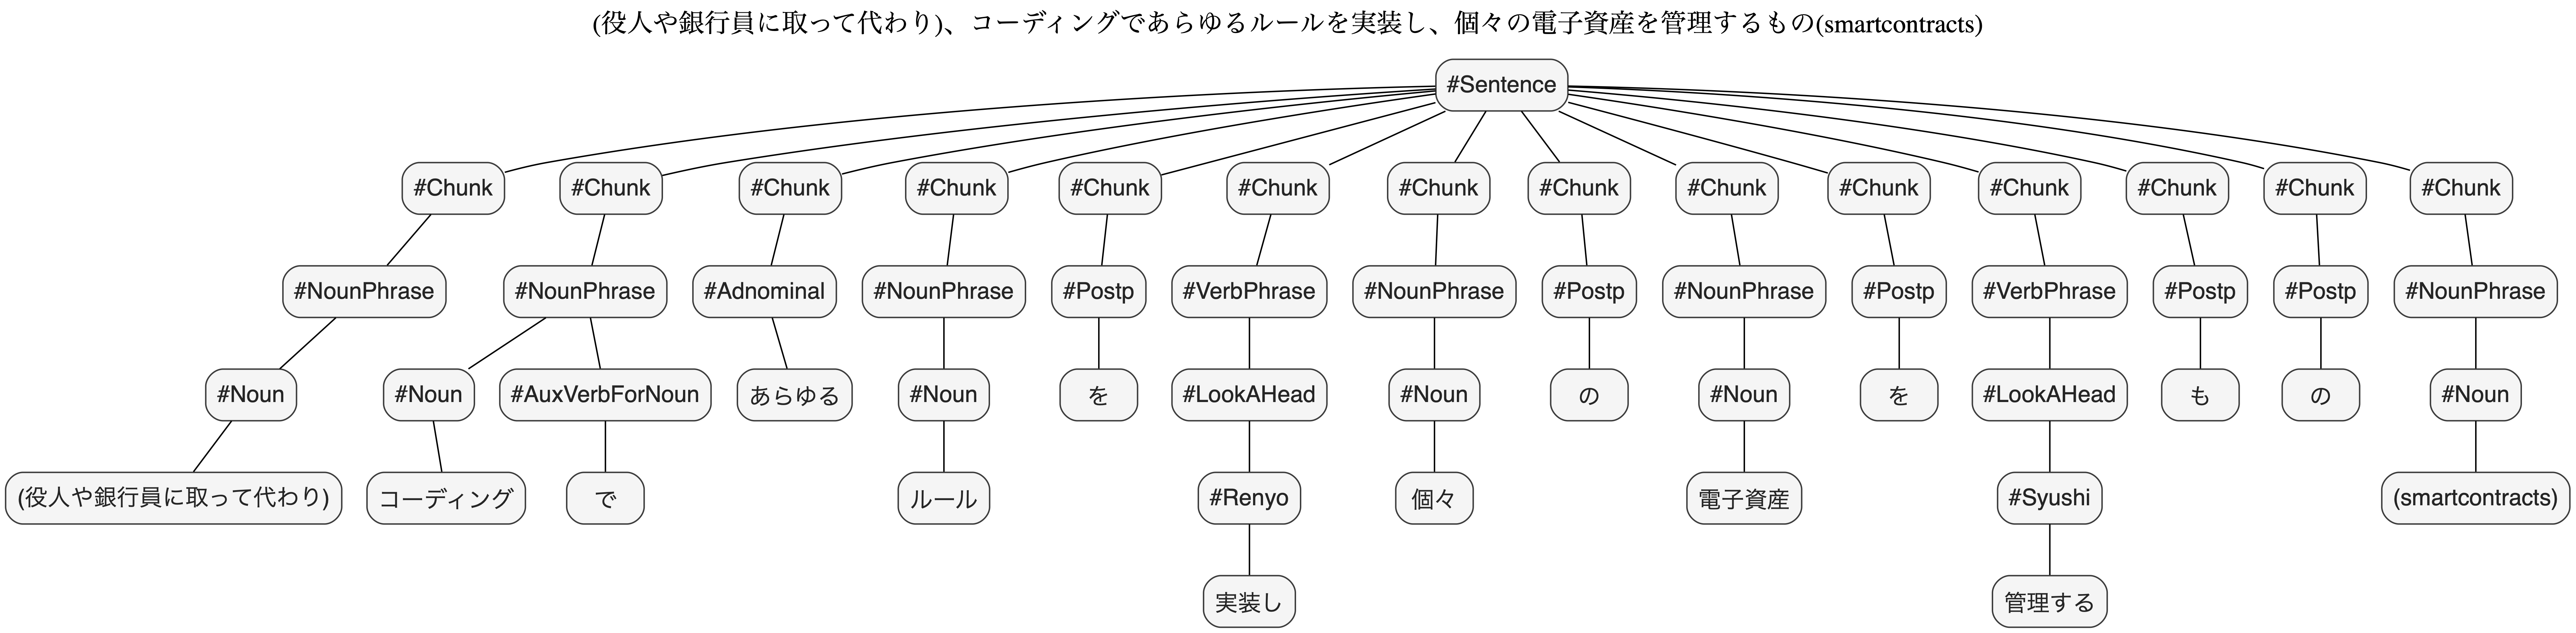 (役人や銀行員に取って代わり)、コーディングであらゆるルールを実装し、個々の電子資産を管理するもの(smartcontracts)
#Sentence
#Chunk #Chunk #Chunk #Chunk #Chunk #Chunk #Chunk #Chunk #Chunk #Chunk #Chunk #Chunk #Chunk #Chunk
#NounPhrase #NounPhrase #Adnominal #NounPhrase #Postp #VerbPhrase #NounPhrase #Postp #NounPhrase #Postp #VerbPhrase #Postp #Postp #NounPhrase
#Noun #Noun #AuxVerbForNoun あらゆる #Noun を #LookAHead #Noun の #Noun を #LookAHead も の #Noun
(役人や銀行員に取って代わり) コーディング で ルール #Renyo 個々 電子資産 #Syushi (smartcontracts)
実装し 管理する